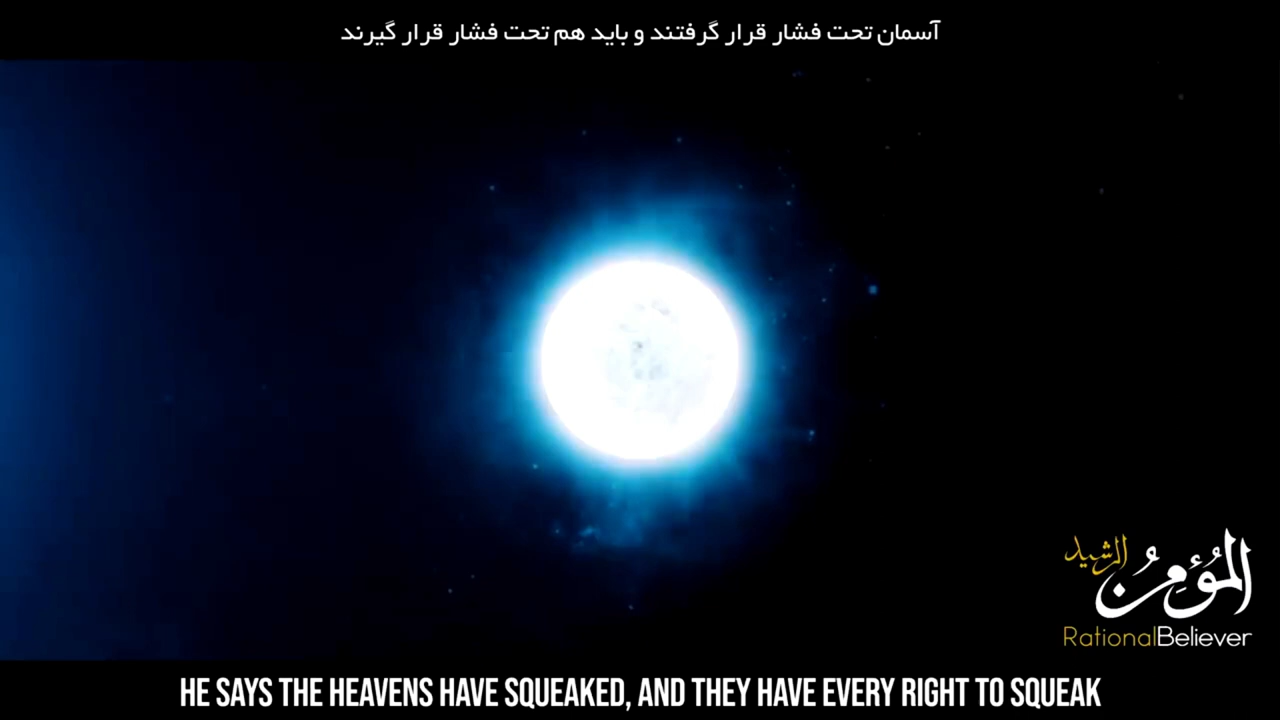 آسمان تحت فشار قرار گرفتند و باید هم تحت فشار قرار گیرند
المؤمن الرشيد
RationalBeliever
HE SAYS THE HEAVENS HAVE SQUEAKED, AND THEY HAVE EVERY RIGHT TO SQUEAK